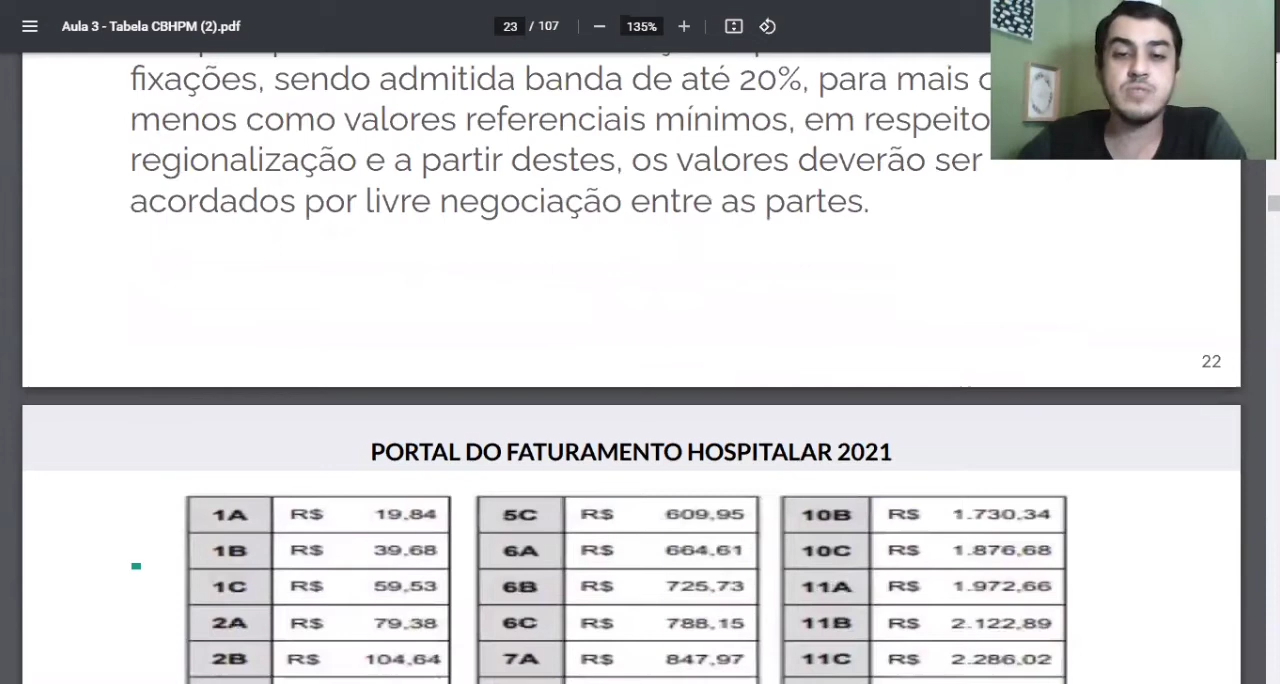 Aula 3 - Tabela CBHPM (2).pdf
23 / 107
135%
fixações, sendo admitida banda de até 20%, para mais
menos como valores referenciais mínimos, em respeito
regionalização e a partir destes, os valores deverão ser
acordados por livre negociação entre as partes.
22
PORTAL DO FATURAMENTO HOSPITALAR 2021
1A R$ 19,84 5C R$ 609,95 10B R$ 1.730,34
1B R$ 39,68 6A R$ 664,61 10C R$ 1.876,68
1C R$ 59,53 6B R$ 725,73 11A R$ 1.972,66
2A R$ 79,38 6C R$ 788,15 11B R$ 2.122,89
2B R$ 104,64 7A R$ 847,97 11C R$ 2.286,02